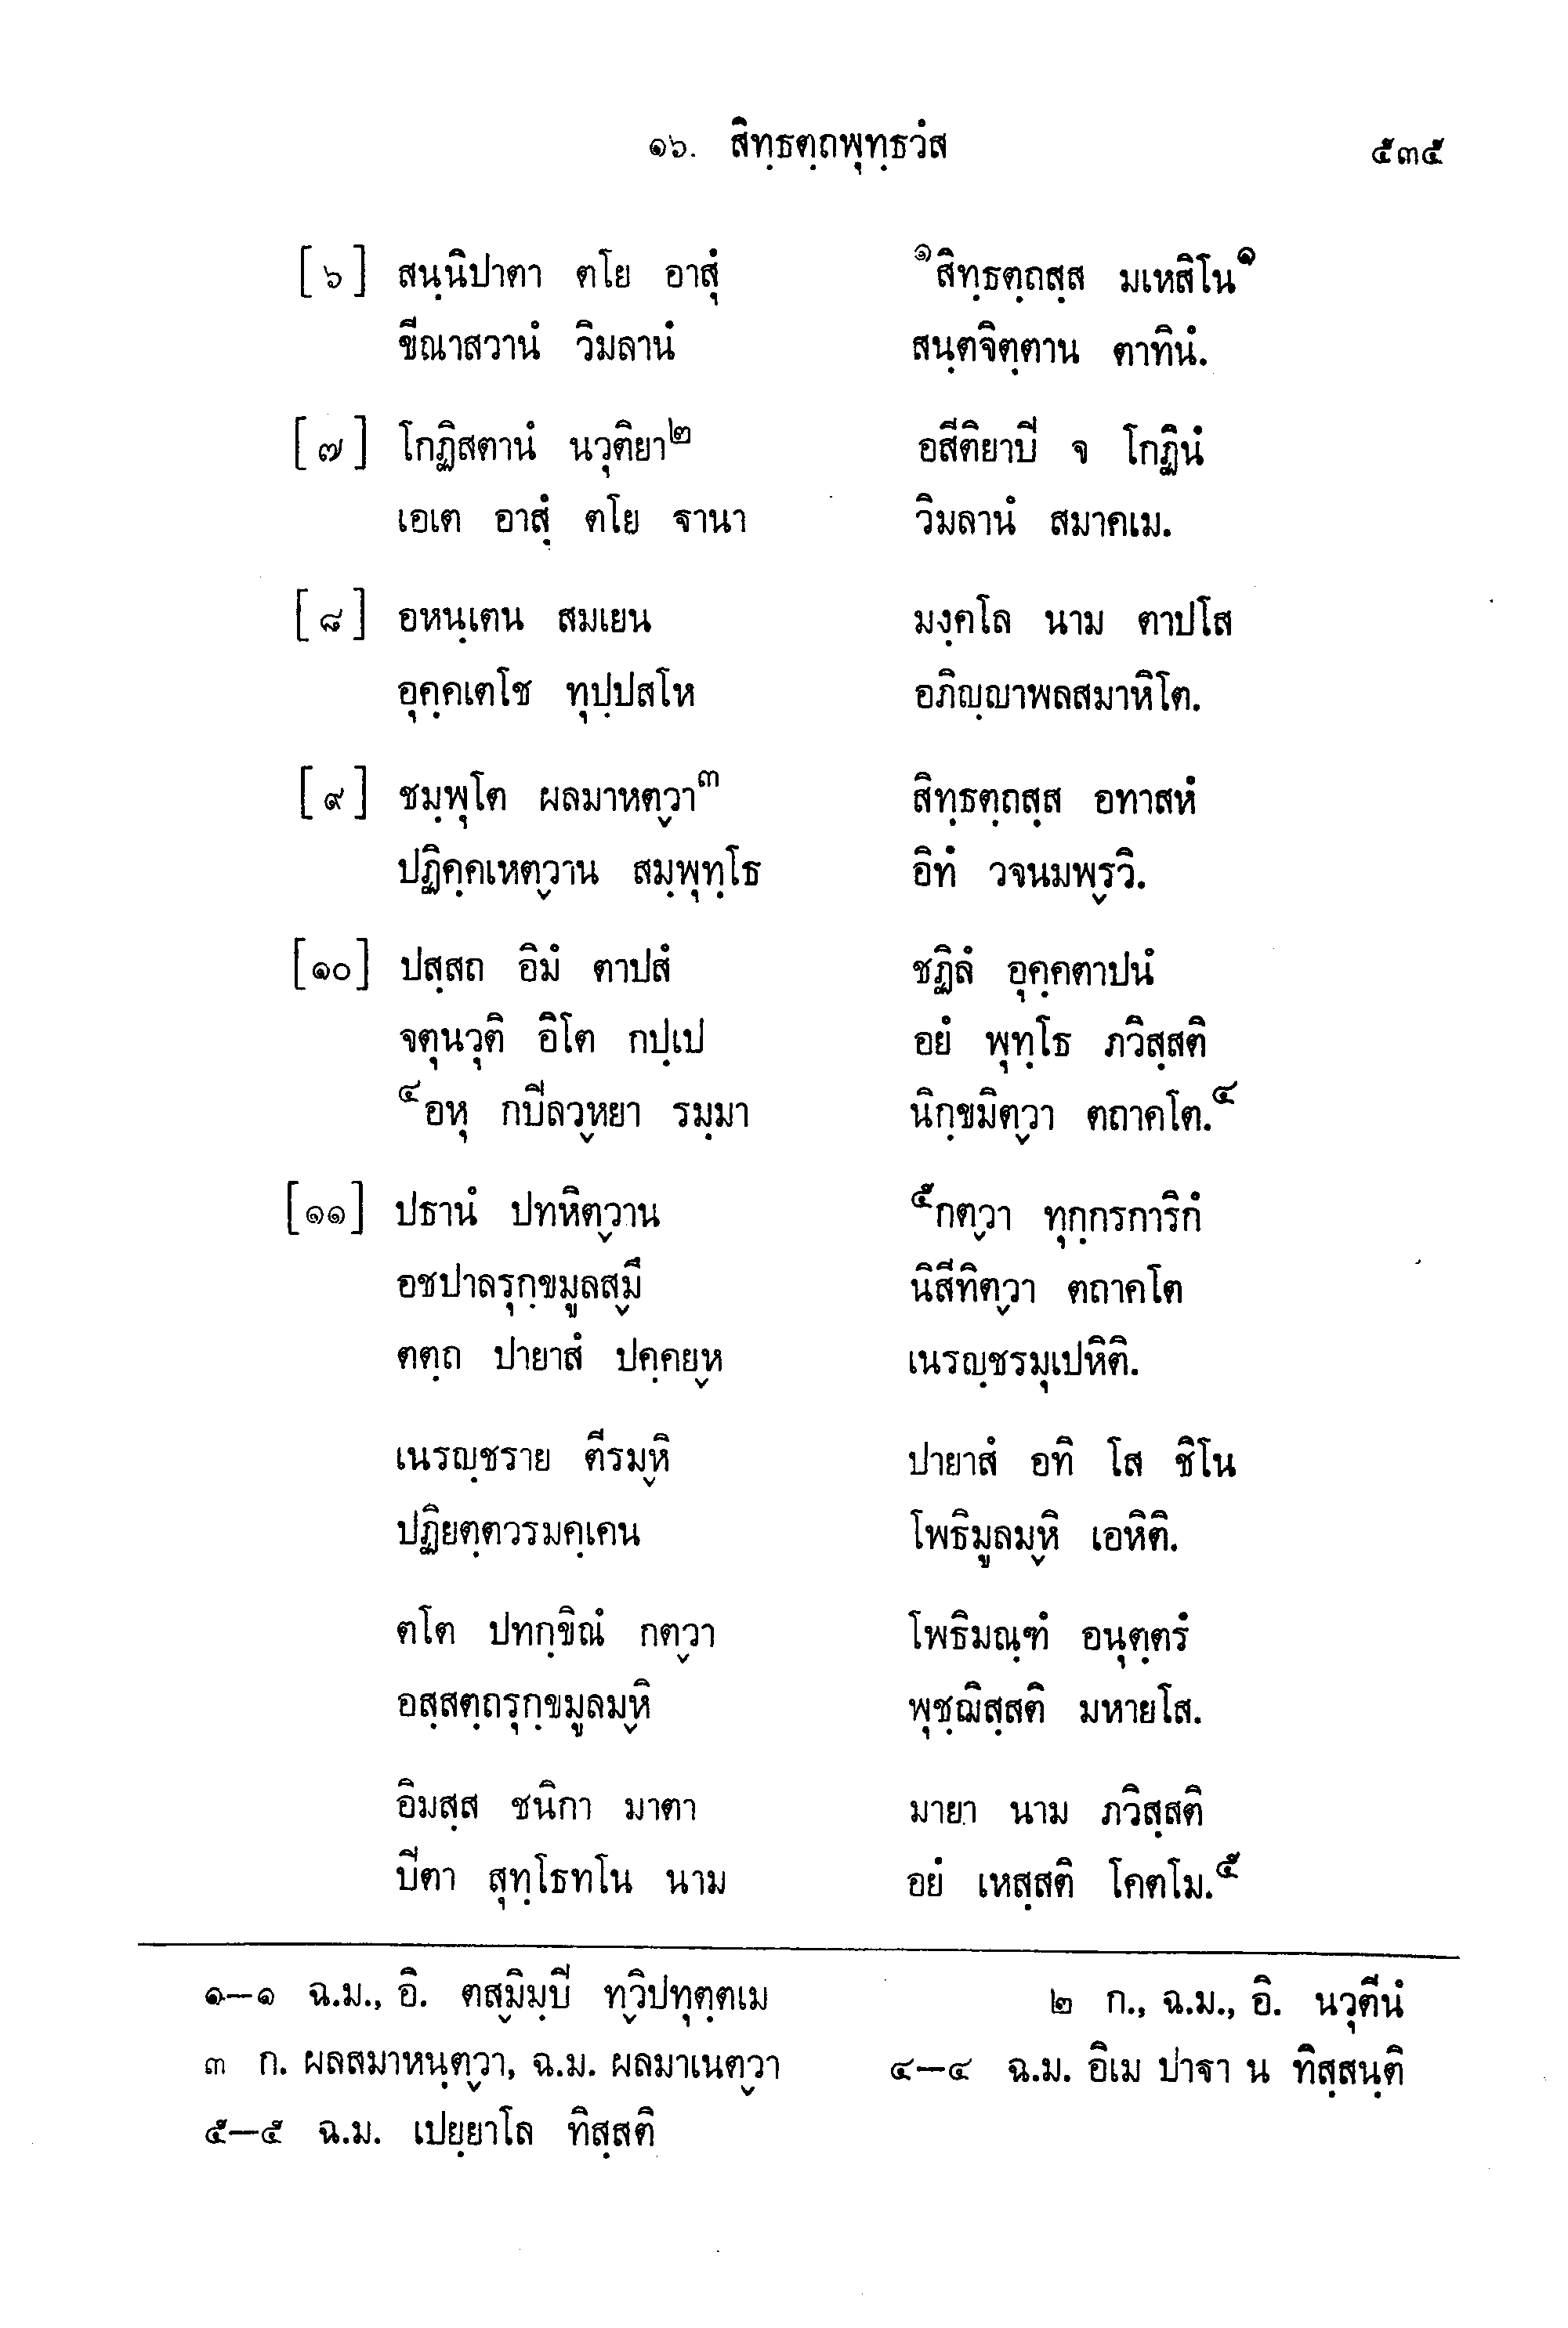 ๑๖. สิทฺธตฺถพุทฺธวํส ๕๓๕
[๖] สนฺนิปาตา ตโย อาสุํ ๑สิทฺธตฺถสฺส มเหสิโน๑
ขีณาสวานํ วิมลานํ สนฺตจิตฺตาน ตาทินํ.
[๗] โกฏิสตานํ นวุติยา๒ อสีติยาปิ จ โกฏินํ
เอเต อาสุํ ตโย ฐานา วิมลานํ สมาคเม.
[๘] อหนฺเตน สมเยน มงฺคโล นาม ตาปโส
อุคฺคเตโช ทุปฺปสโห อภิญฺญาพลสมาหิโต.
[๙] ชมฺพุโต ผลมาหตฺวา๓ สิทฺธตฺถสฺส อทาสหํ
ปฏิคฺคเหตฺวาน สมฺพุทฺโธ อิทํ วจนมพฺรวิ.
[๑๐] ปสฺสถ อิมํ ตาปสํ ชฏิลํ อุคฺคตาปนํ
จตุนวุติ อิโต กปฺเป อยํ พุทฺโธ ภวิสฺสติ
๔อหุ กปิลวฺหยา รมฺมา นิกฺขมิตฺวา ตถาคโต.๔
[๑๑] ปธานํ ปทหิตฺวาน ๕กตฺวา ทุกฺกรการิกํ
อชปาลรุกฺขมูลสฺมึ นิสีทิตฺวา ตถาคโต
ตตฺถ ปายาสํ ปคฺคยฺห เนรญฺชรมุเปหิติ.
เนรญฺชราย ตีรมฺหิ ปายาสํ อทิ โส ชิโน
ปฏิยตฺตวรมคฺเคน โพธิมูลมฺหิ เอหิติ.
ตโต ปทกฺขิณํ กตฺวา โพธิมณฺฑํ อนุตฺตรํ
อสฺสตฺถรุกฺขมูลมฺหิ พุชฺฌิสฺสติ มหายโส.
อิมสฺส ชนิกา มาตา มายา นาม ภวิสฺสติ
ปิตา สุทฺโธทโน นาม อยํ เหสฺสติ โคตโม.๕
๑–๑ ฉ.ม., อิ. ตสฺมิมฺปิ ทฺวิปทุตฺตเม ๒ ก., ฉ.ม., อิ. นวุตีนํ
๓ ก. ผลสมาหนฺตฺวา, ฉ.ม. ผลมาเนตฺวา ๔–๔ ฉ.ม. อิเม ปาฐา น ทิสฺสนฺติ
๕–๕ ฉ.ม. เปยฺยาโล ทิสฺสติ